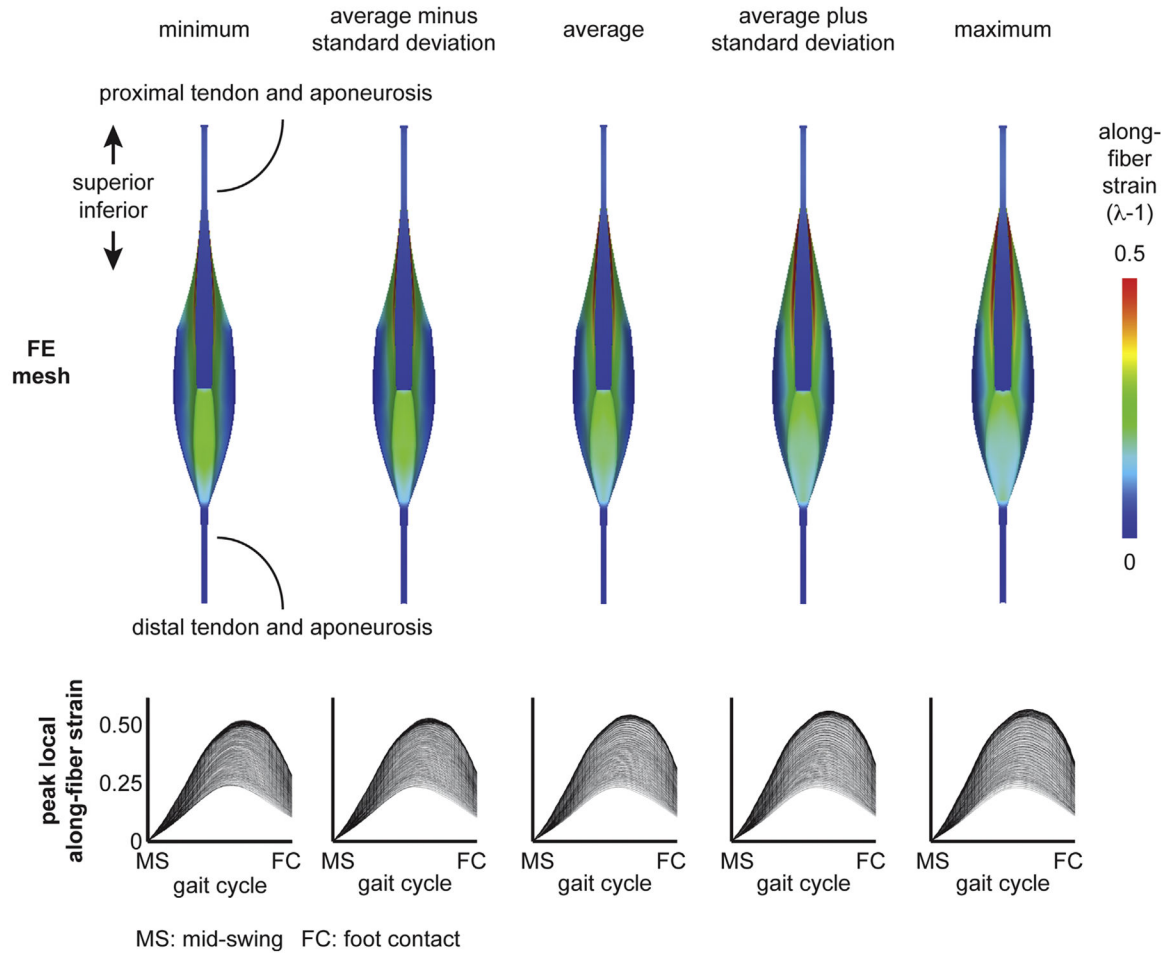 minimum
average minus
standard deviation
average
average plus
standard deviation
maximum
proximal tendon and aponeurosis
superior
inferior
along-
fiber
strain
(λ-1)
0.5
FE
mesh
0
distal tendon and aponeurosis
peak local
along-fiber strain
0.50
0.25
0
MS FC
gait cycle
MS FC
gait cycle
MS FC
gait cycle
MS FC
gait cycle
MS FC
gait cycle
MS: mid-swing FC: foot contact